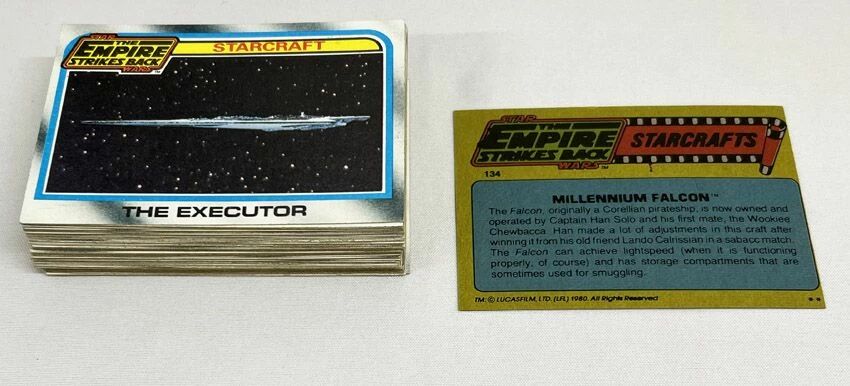 STAR
THE
EMPIRE
STRIKES BACK
WARS™
STARCRAFT
THE EXECUTOR
STAR
THE
EMPIRE
STRIKES BACK
WARS™
STARCRAFTS
134
MILLENNIUM FALCON™
The Falcon, originally a Corellian pirateship, is now owned and
operated by Captain Han Solo and his first mate, the Wookiee
Chewbacca. Han made a lot of adjustments in this craft after
winning it from his old friend Lando Calrissian in a sabacc match.
The Falcon can achieve lightspeed (when it is functioning
properly, of course) and has storage compartments that are
sometimes used for smuggling.
TM: © LUCASFILM, LTD. (LFL) 1980. All Rights Reserved
**